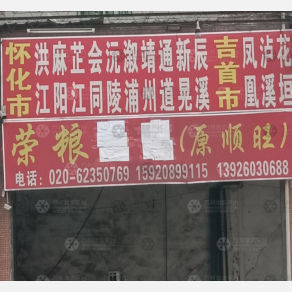 怀化市 洪麻芷会沅溆靖通新辰 吉首市 凤泸花
江阳江同陵浦州道晃溪 凰溪垣
荣粮 (原顺旺)
电话：020-62350769 15920899115 13926030688